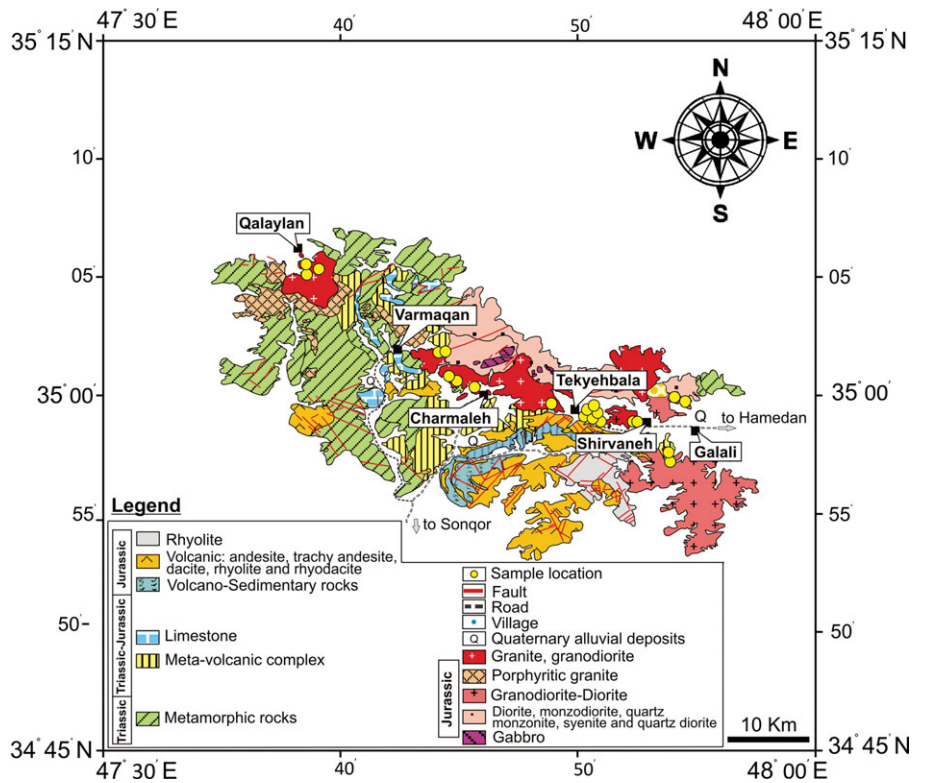 47° 30' E
40'
50'
48° 00' E
35° 15' N
35° 15' N
N
W
E
S
10'
10'
Qalaylan
05'
05'
Varmaqan
Tekyehbala
35° 00'
35° 00'
Q
Q
to Hamedan
Charmaleh
Q
Shirvaneh
Galali
to Sonqor
55'
55'
Legend
Jurassic
Rhyolite
Volcanic: andesite, trachy andesite,
dacite, rhyolite and rhyodacite
Volcano-Sedimentary rocks
Triassic-Jurassic
Limestone
Meta-volcanic complex
Triassic
Metamorphic rocks
Sample location
Fault
Road
Village
Q
Quaternary alluvial deposits
Jurassic
Granite, granodiorite
Porphyritic granite
Granodiorite-Diorite
Diorite, monzodiorite, quartz
monzonite, syenite and quartz diorite
Gabbro
50'
50'
10 Km
34° 45' N
34° 45' N
47° 30' E
40'
50'
48° 00' E